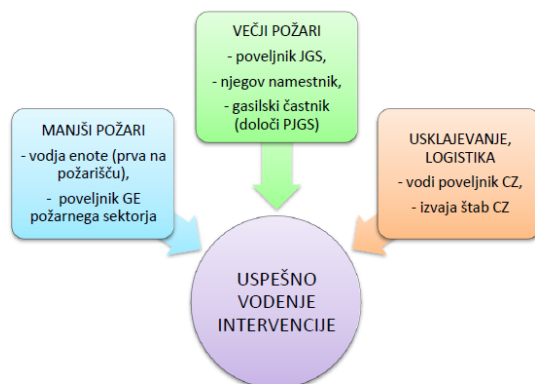 VEČJI POŽARI
- poveljnik JGS,
- njegov namestnik,
- gasilski častnik
(določi PJGS)
MANJŠI POŽARI
- vodja enote (prva na
požarišču),
- poveljnik GE
požarnega sektorja
USKLAJEVANJE,
LOGISTIKA
- vodi poveljnik CZ,
- izvaja štab CZ
USPEŠNO
VODENJE
INTERVENCIJE